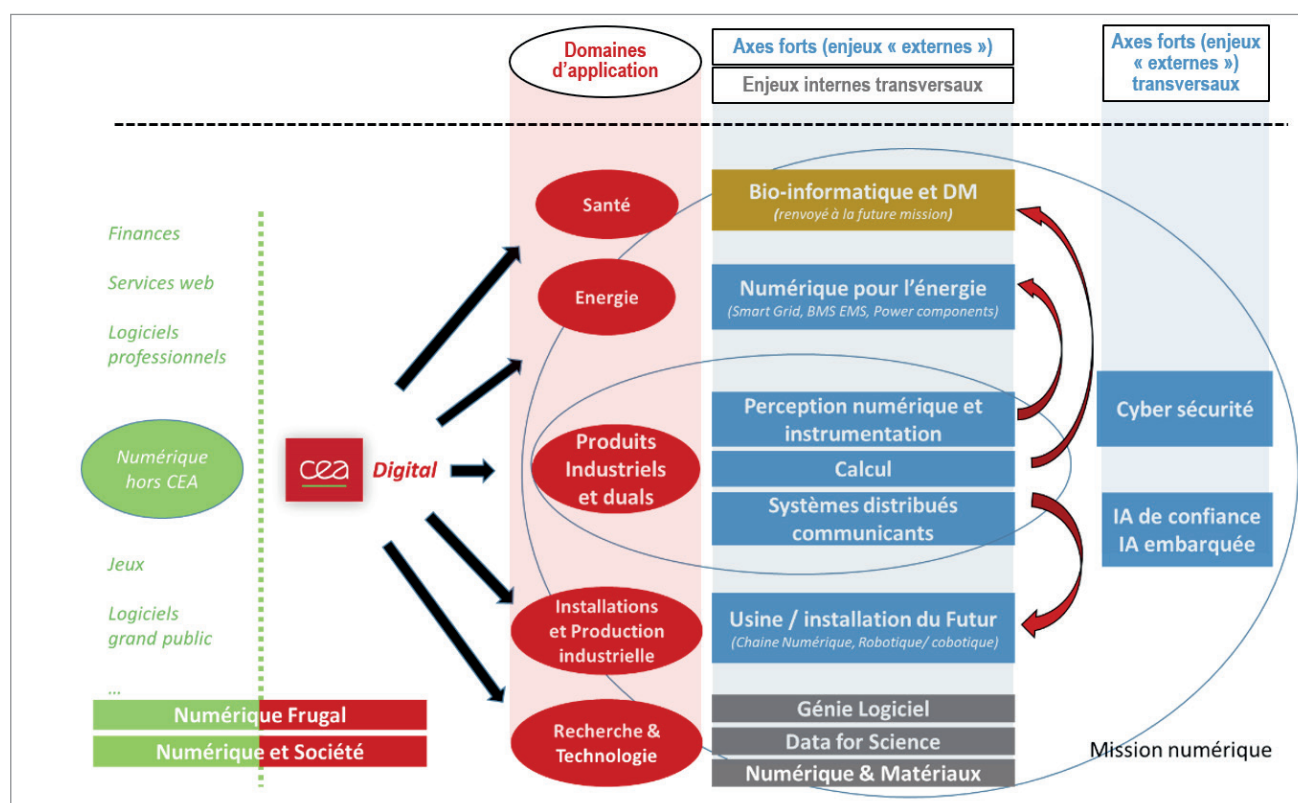 Domaines
d'application
Axes forts (enjeux « externes »)
Enjeux internes transversaux
Axes forts (enjeux
« externes »)
transversaux
Finances
Services web
Logiciels
professionnels
Numérique
hors CEA
Jeux
Logiciels
grand public
...
Numérique Frugal
Numérique et Société
cea
Digital
Santé
Energie
Produits
Industriels
et duals
Installations
et Production
industrielle
Recherche &
Technologie
Bio-informatique et DM
(renvoyé à la future mission)
Numérique pour l'énergie
(Smart Grid, BMS EMS, Power components)
Perception numérique et
instrumentation
Calcul
Systèmes distribués
communicants
Usine / installation du Futur
(Chaine Numérique, Robotique/ cobotique)
Génie Logiciel
Data for Science
Numérique & Matériaux
Cyber sécurité
IA de confiance
IA embarquée
Mission numérique